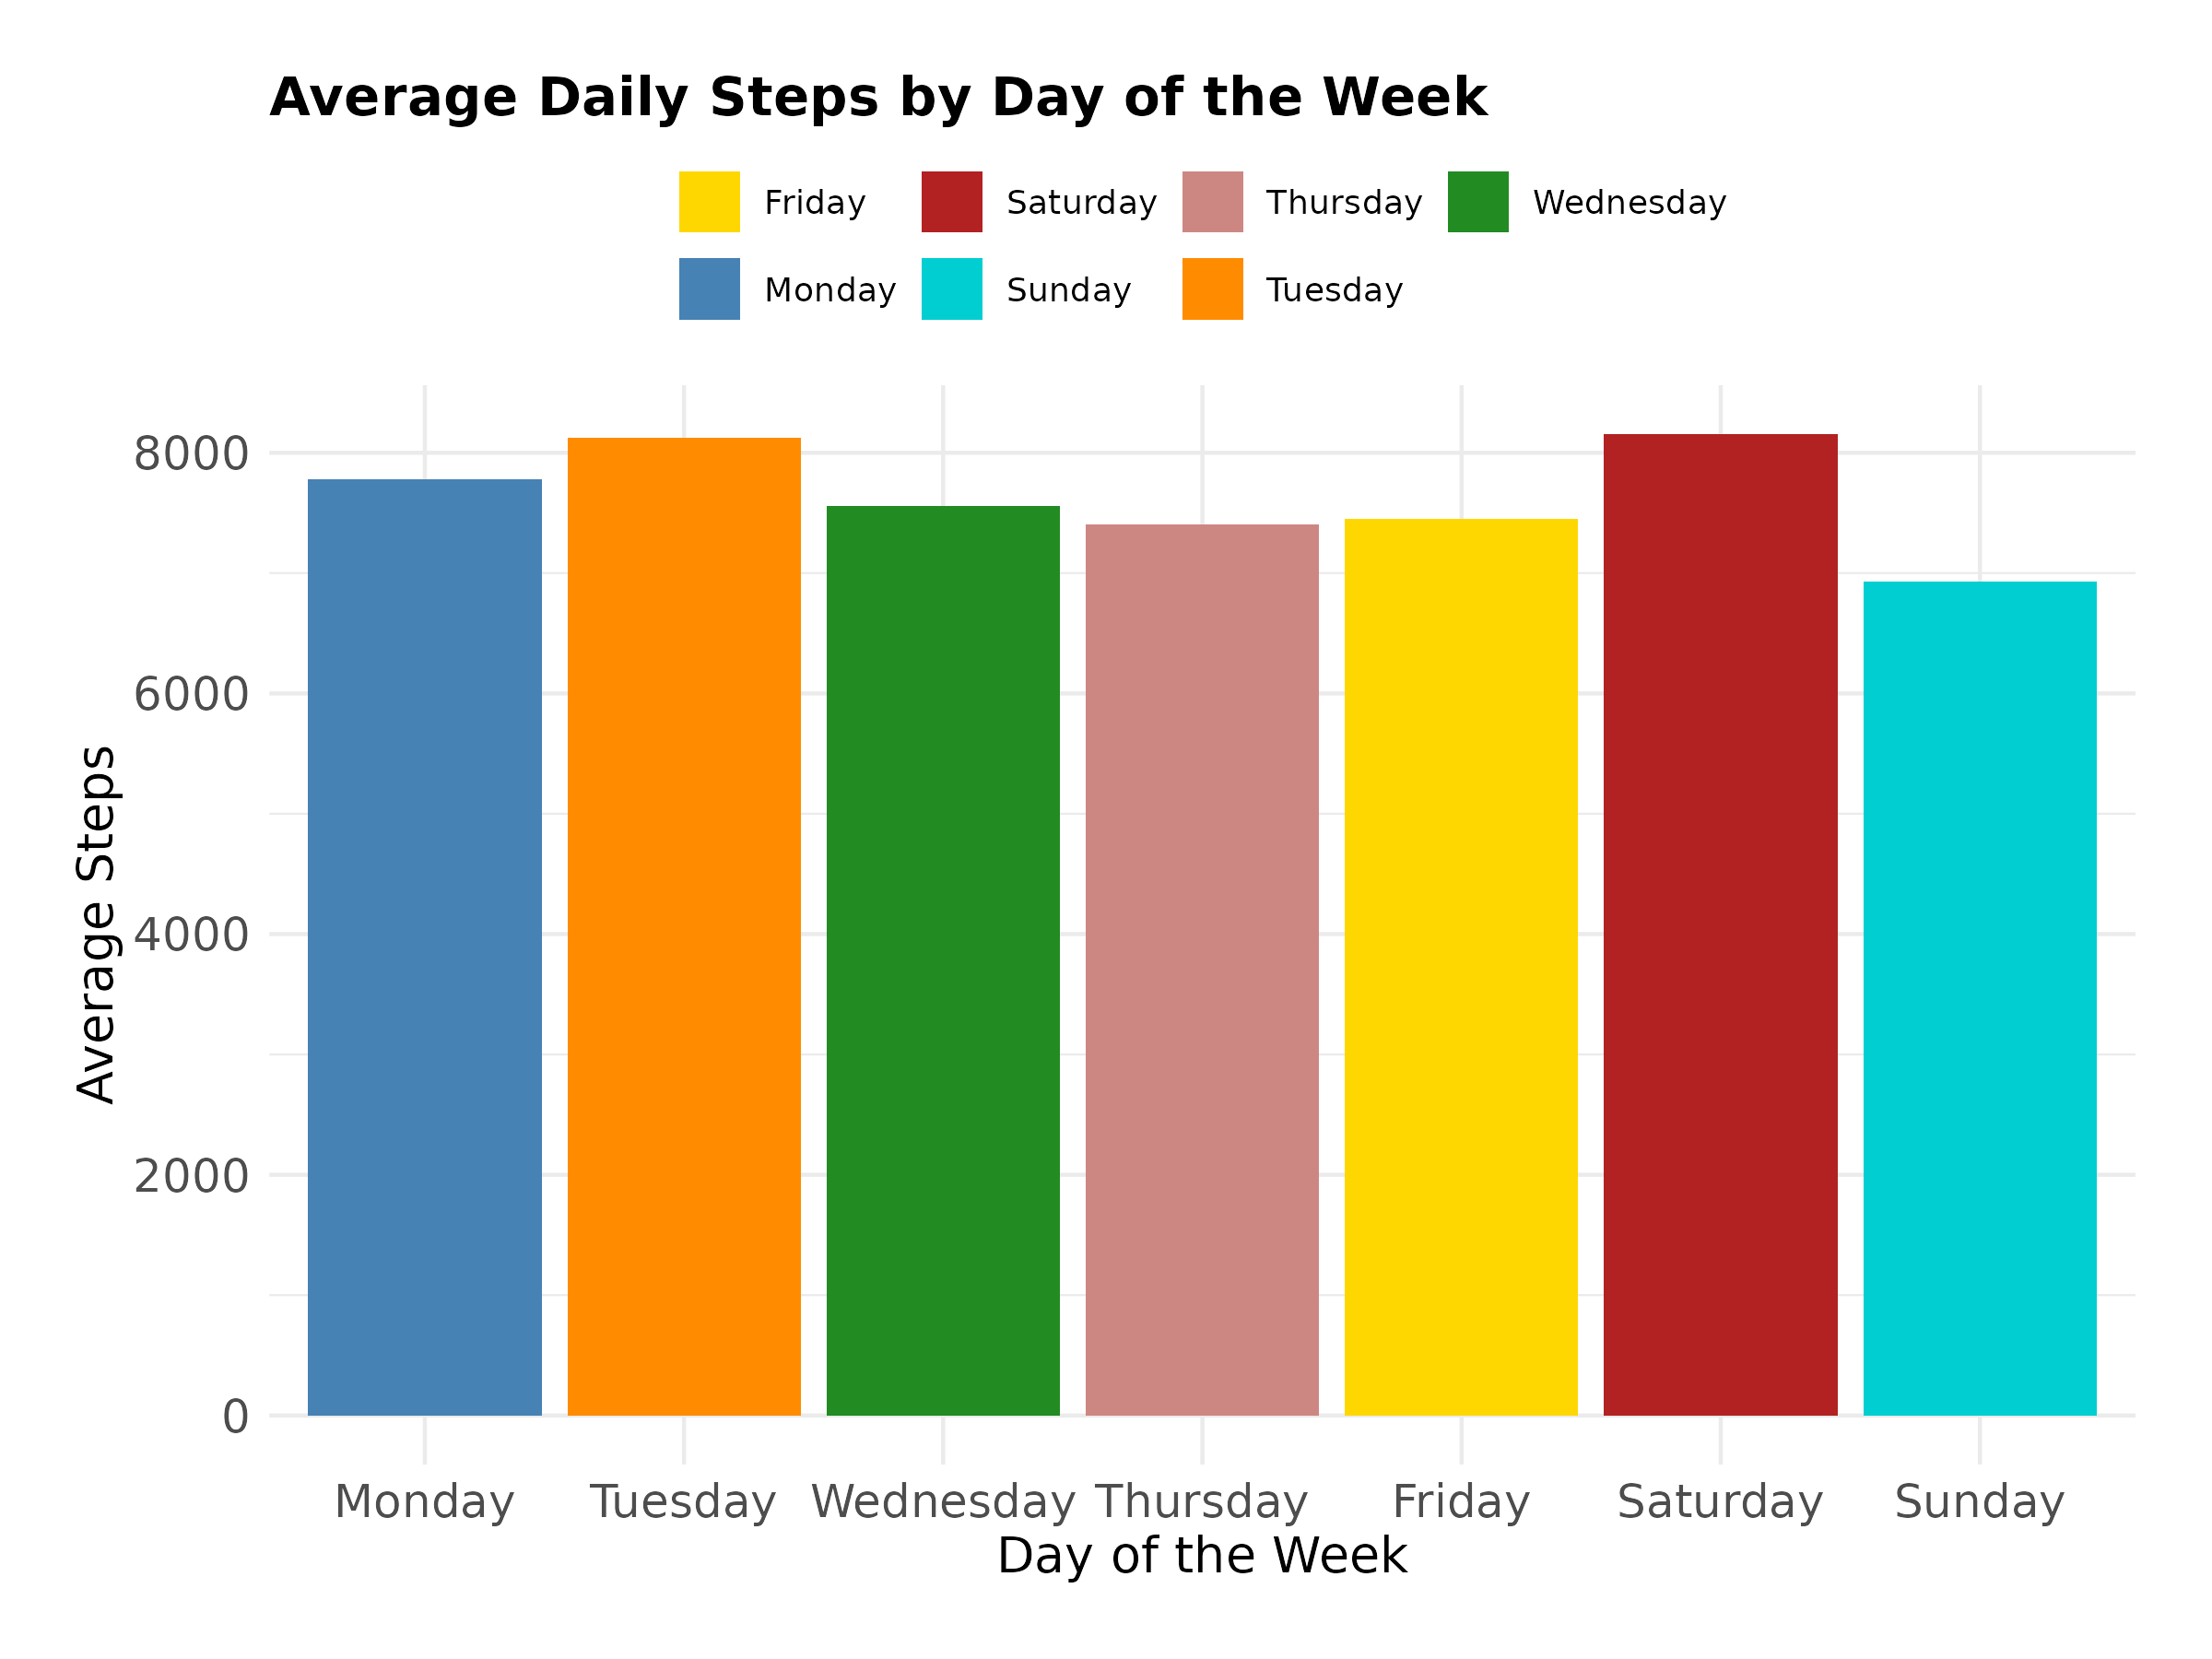 Average Daily Steps by Day of the Week
Friday Saturday Thursday Wednesday
Monday Sunday Tuesday
8000
6000
4000
2000
0
Average Steps
Monday Tuesday Wednesday Thursday Friday Saturday Sunday
Day of the Week